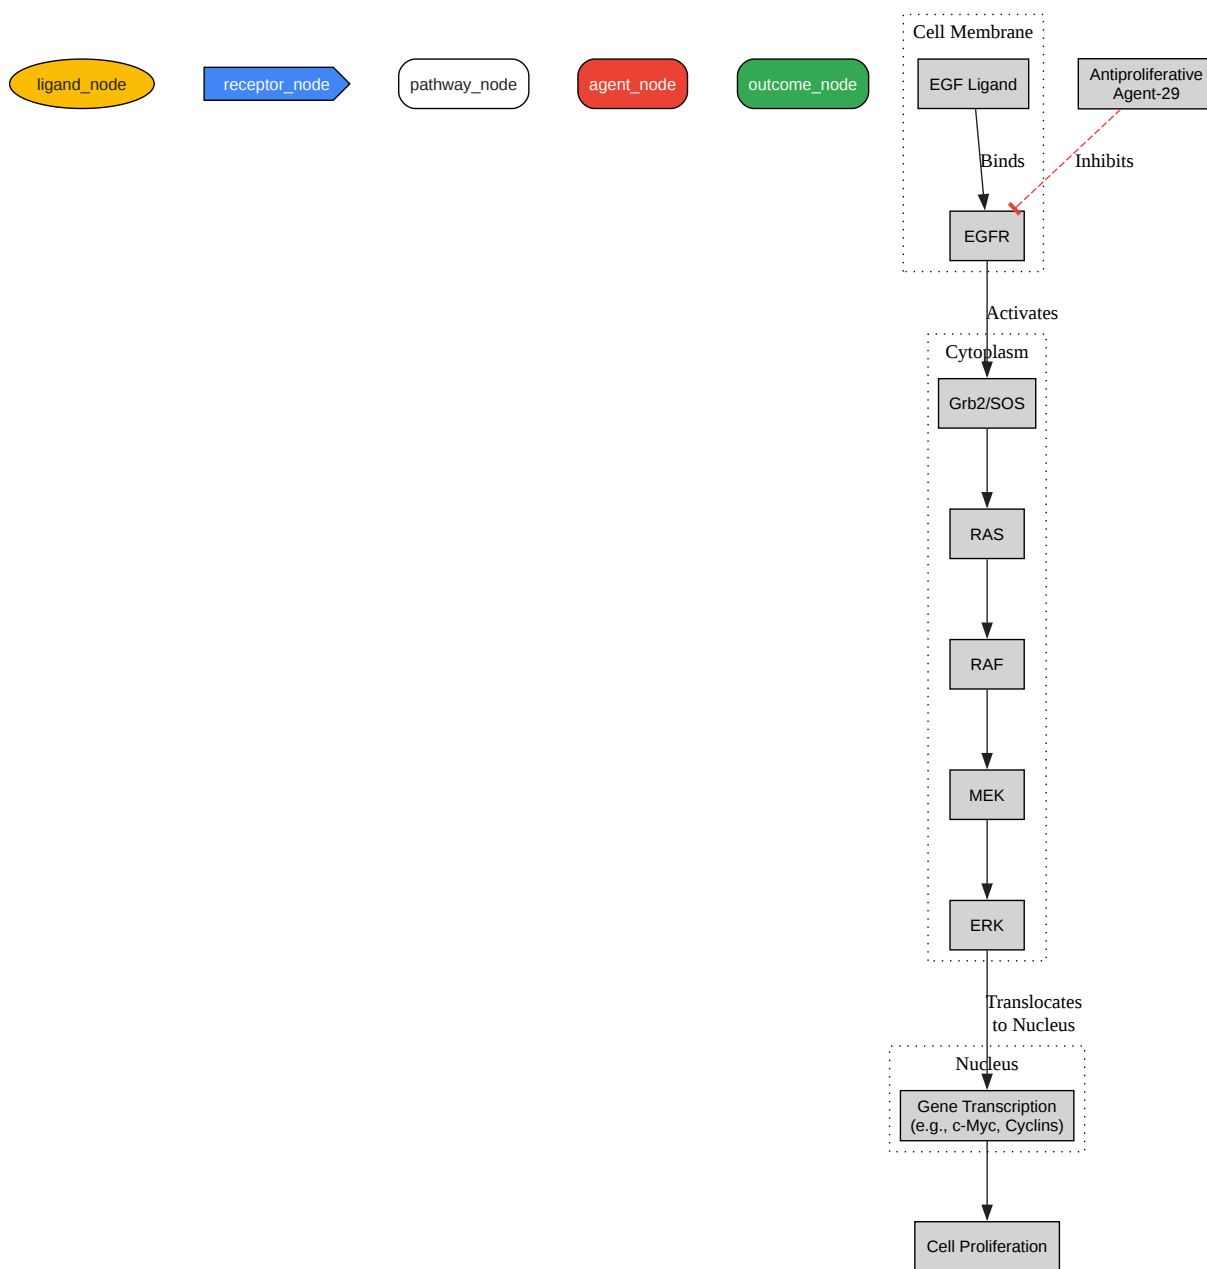 Cell Membrane
ligand_node
receptor_node
pathway_node
agent_node
outcome_node
EGF Ligand
Antiproliferative
Agent-29
Binds
Inhibits
EGFR
Activates
Cytoplasm
Grb2/SOS
RAS
RAF
MEK
ERK
Translocates
to Nucleus
Nucleus
Gene Transcription
(e.g., c-Myc, Cyclins)
Cell Proliferation